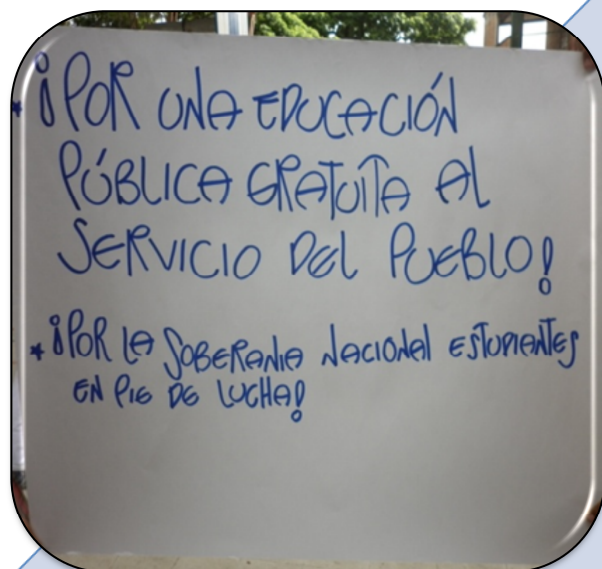 * ¡POR UNA EDUCACIÓN
PÚBLICA GRATUITA AL
SERVICIO DEL PUEBLO!
* ¡POR LA SOBERANIA NACIONAL ESTUDIANTES
EN PIE DE LUCHA!